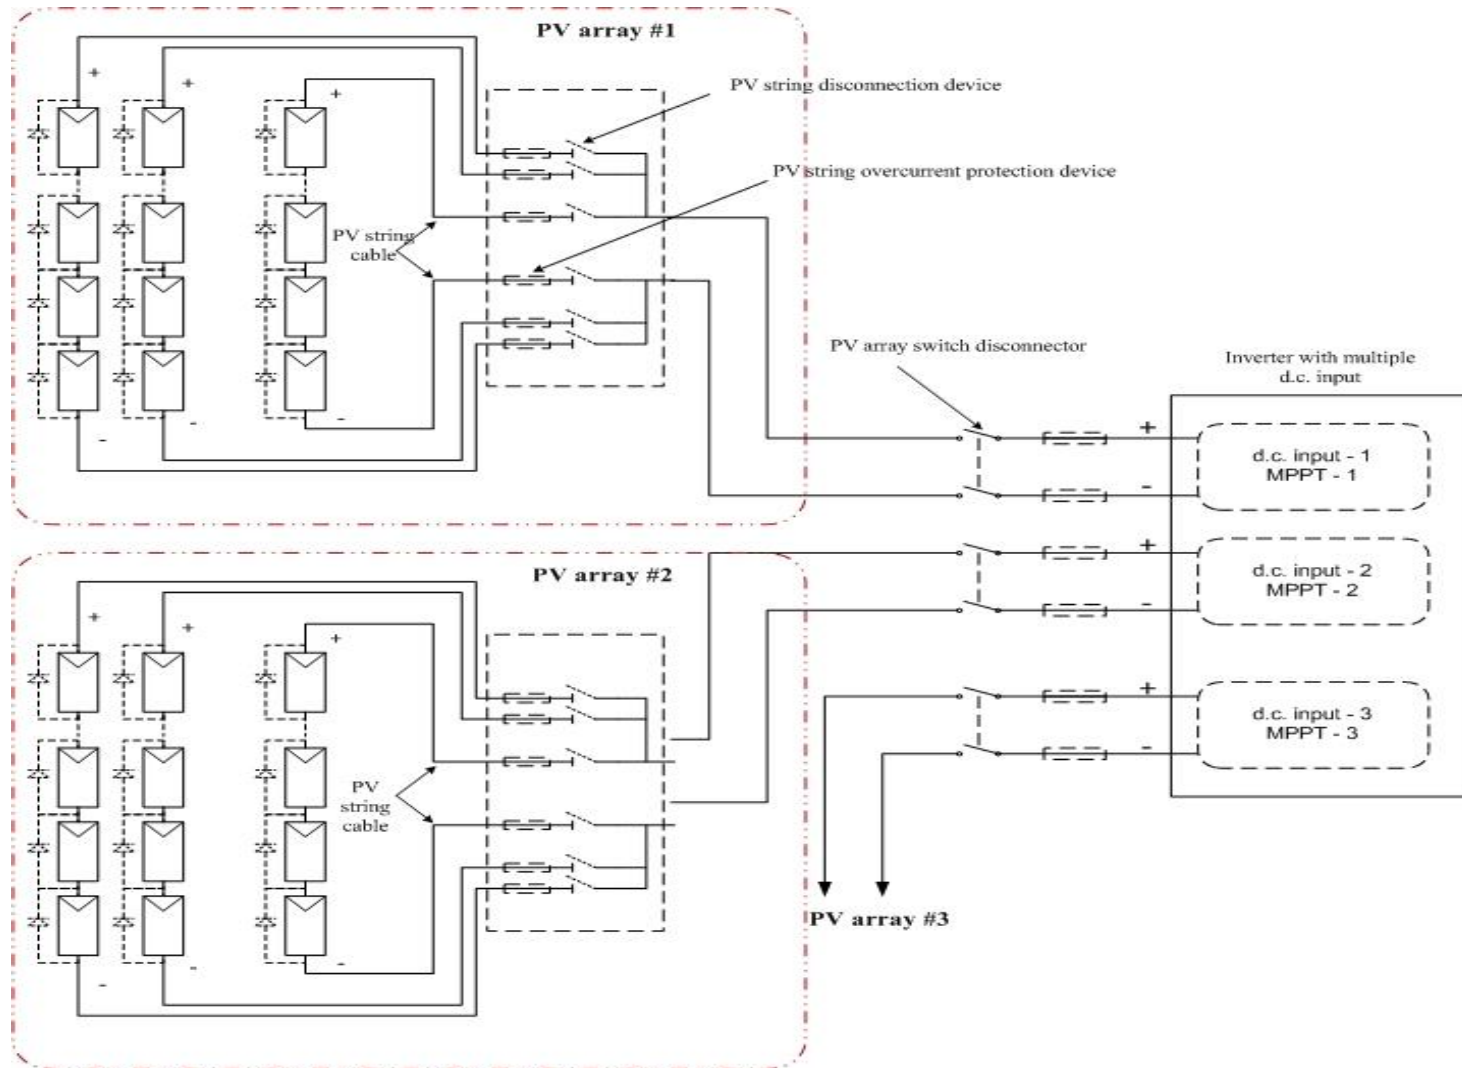 PV array #1
+
+
+
PV string disconnection device
PV string overcurrent protection device
PV string
cable
-
-
-
PV array switch disconnector
Inverter with multiple
d.c. input
+
-
d.c. input - 1
MPPT - 1
+
-
d.c. input - 2
MPPT - 2
+
-
d.c. input - 3
MPPT - 3
PV array #2
+
+
+
PV
string
cable
-
-
-
PV array #3